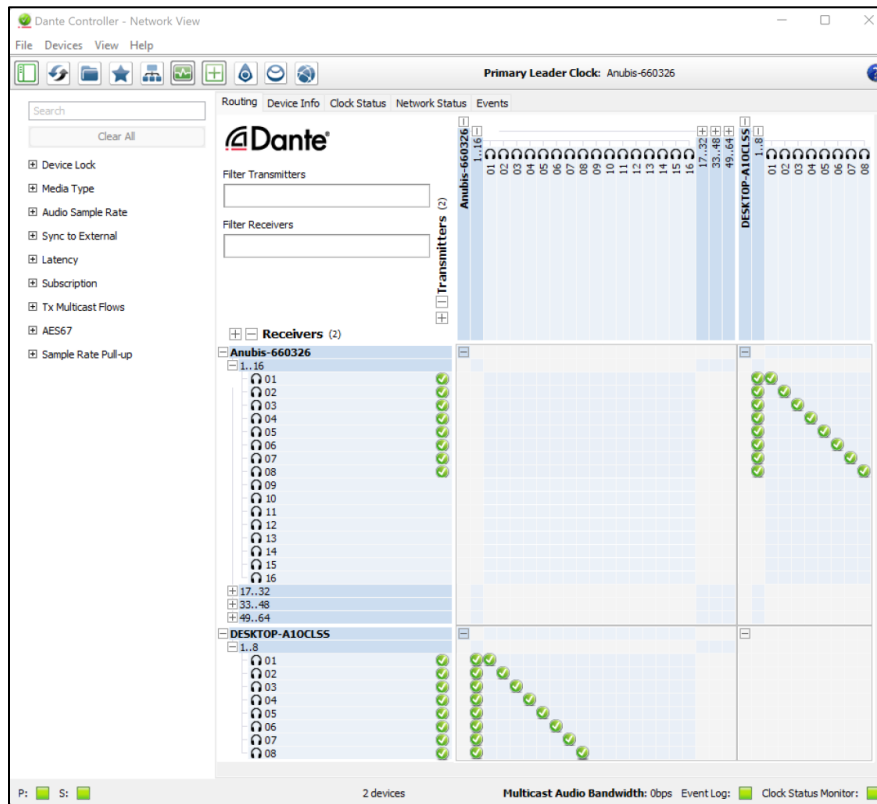 Dante Controller - Network View
File Devices View Help
Primary Leader Clock: Anubis-660326
Search
Clear All
Device Lock
Media Type
Audio Sample Rate
Sync to External
Latency
Subscription
Tx Multicast Flows
AES67
Sample Rate Pull-up
Routing Device Info Clock Status Network Status Events
Dante
Filter Transmitters
Filter Receivers
Transmitters (2)
Anubis-660326
1..16
01
02
03
04
05
06
07
08
09
10
11
12
13
14
15
16
17..32
33..48
49..64
DESKTOP-A10CLSS
1..8
01
02
03
04
05
06
07
08
Receivers (2)
Anubis-660326
1..16
01
02
03
04
05
06
07
08
09
10
11
12
13
14
15
16
17..32
33..48
49..64
DESKTOP-A10CLSS
1..8
01
02
03
04
05
06
07
08
P: S: 2 devices Multicast Audio Bandwidth: 0bps Event Log: Clock Status Monitor: